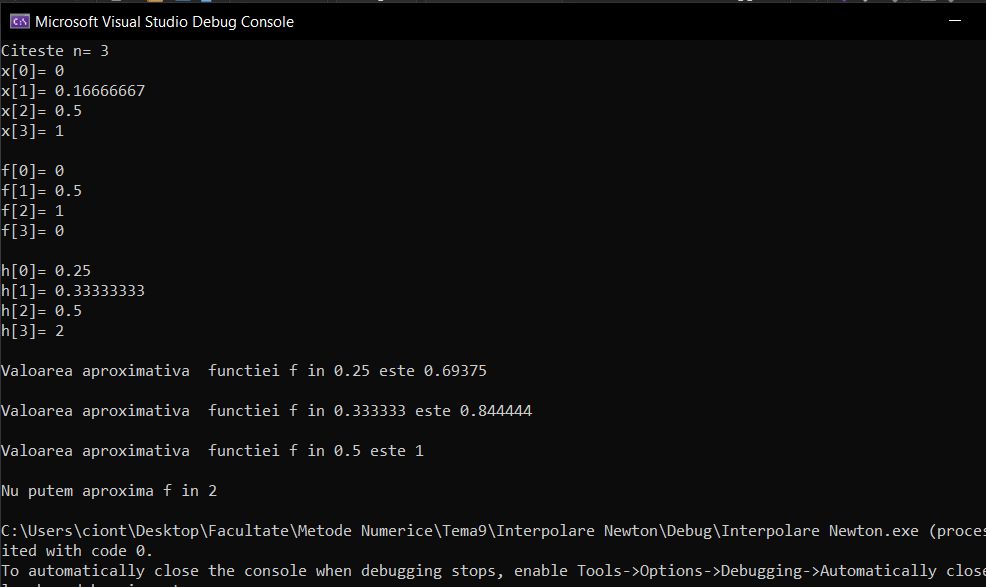 Microsoft Visual Studio Debug Console
Citeste n= 3
x[0]= 0
x[1]= 0.16666667
x[2]= 0.5
x[3]= 1
f[0]= 0
f[1]= 0.5
f[2]= 1
f[3]= 0
h[0]= 0.25
h[1]= 0.33333333
h[2]= 0.5
h[3]= 2
Valoarea aproximativa  functiei f in 0.25 este 0.69375
Valoarea aproximativa  functiei f in 0.333333 este 0.844444
Valoarea aproximativa  functiei f in 0.5 este 1
Nu putem aproxima f in 2
C:\Users\ciont\Desktop\Facultate\Metode Numerice\Tema9\Interpolare Newton\Debug\Interpolare Newton.exe (proces
ited with code 0.
To automatically close the console when debugging stops, enable Tools->Options->Debugging->Automatically close